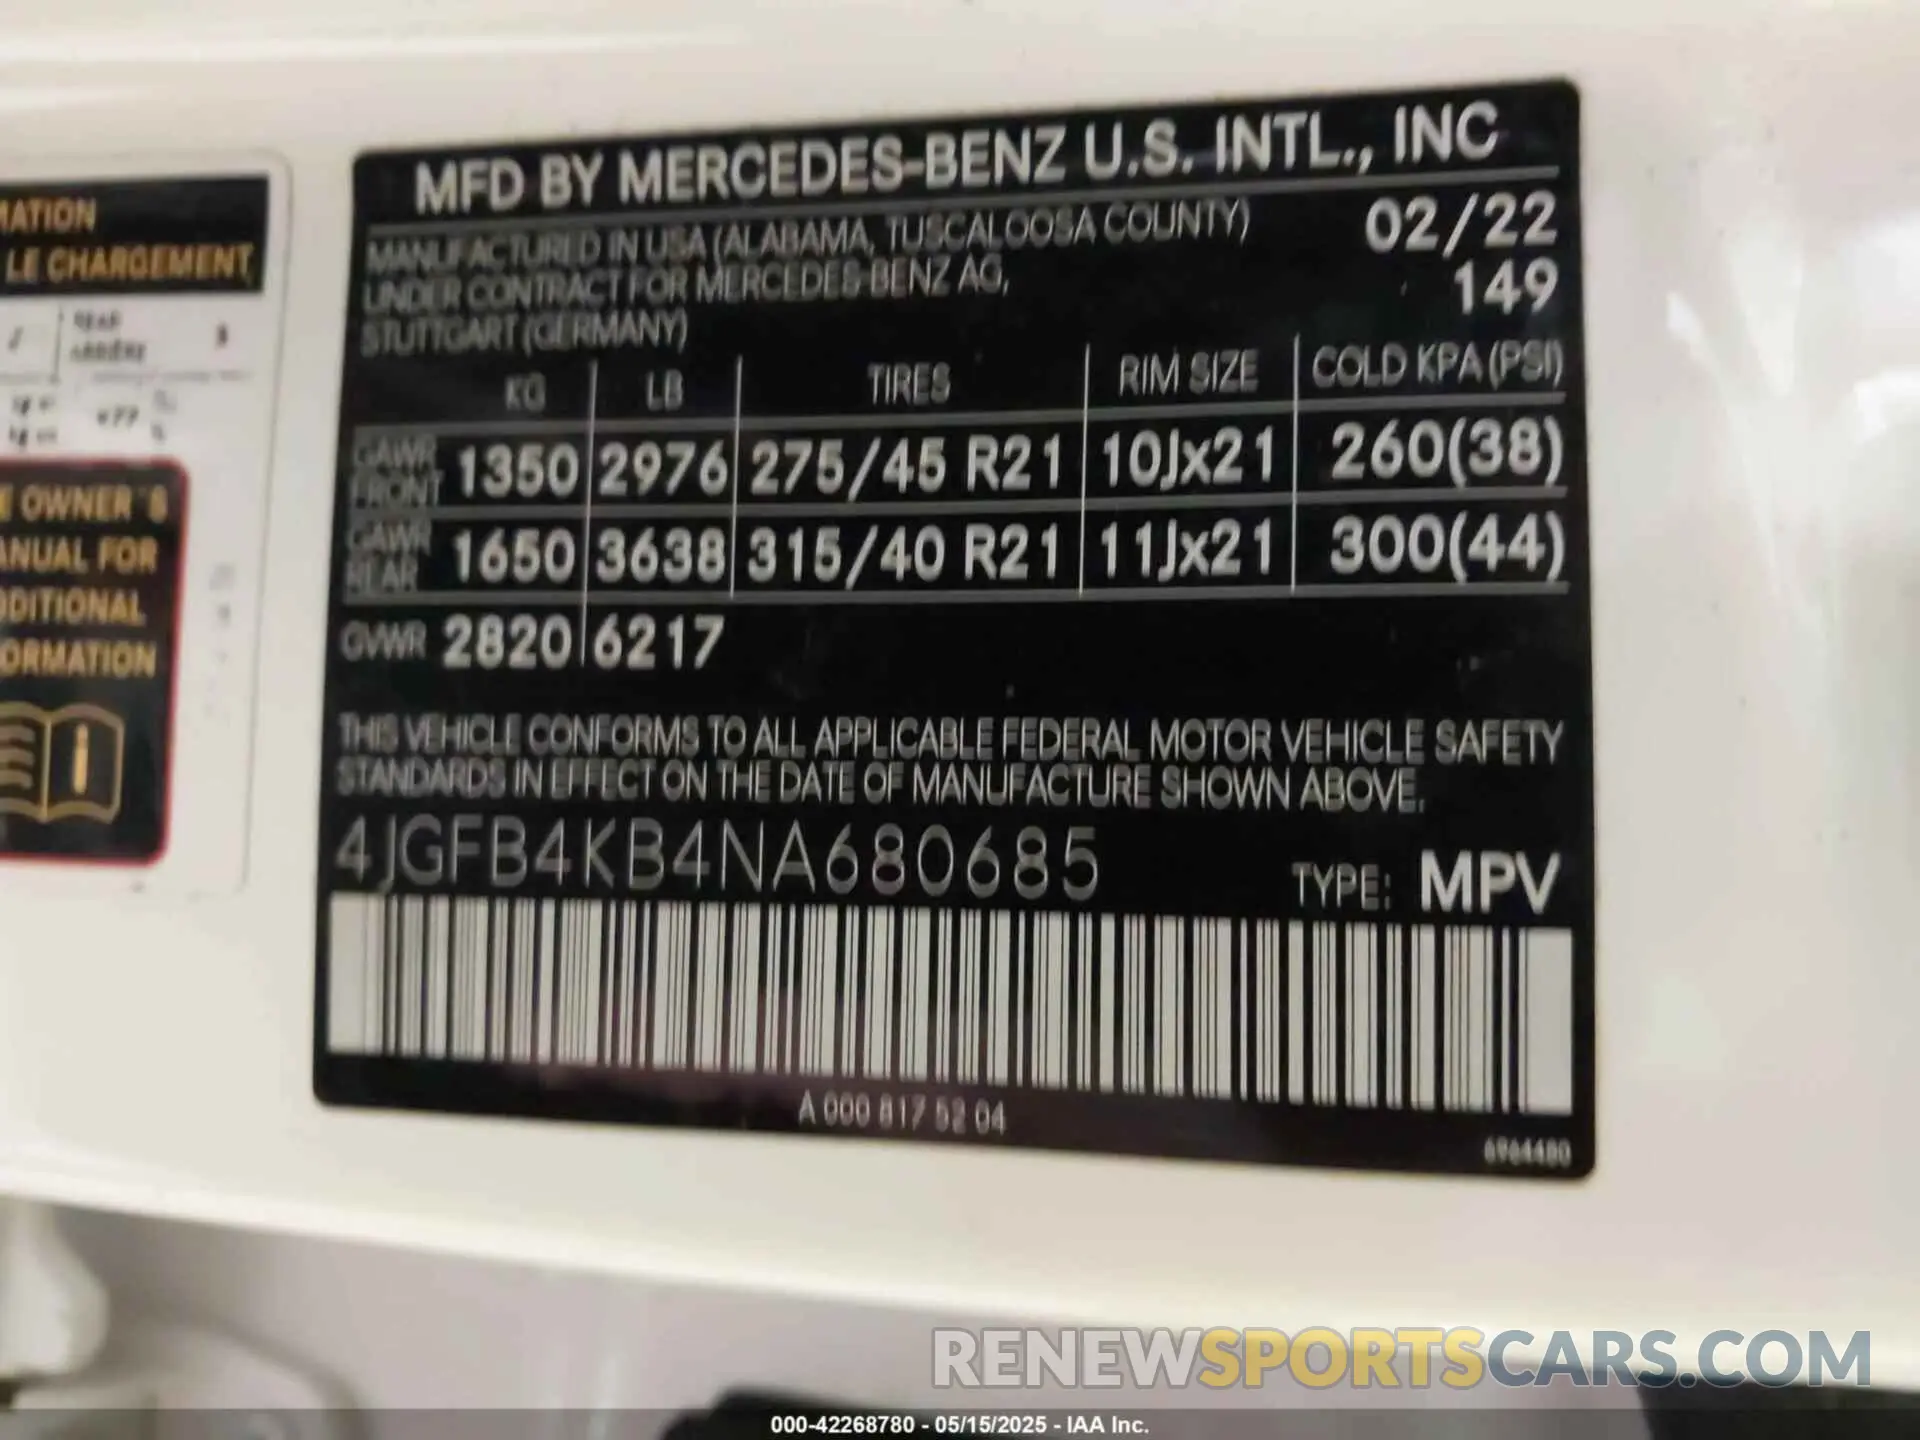 MFD BY MERCEDES-BENZ U.S. INTL., INC
MANUFACTURED IN USA (ALABAMA, TUSCALOOSA COUNTY)
02/22
UNDER CONTRACT FOR MERCEDES-BENZ AG,
149
STUTTGART (GERMANY)
KG LB TIRES RIM SIZE COLD KPA (PSI)
GAWR FRONT 1350 2976 275/45 R21 10Jx21 260(38)
GAWR REAR 1650 3638 315/40 R21 11Jx21 300(44)
GVWR 2820 6217
THIS VEHICLE CONFORMS TO ALL APPLICABLE FEDERAL MOTOR VEHICLE SAFETY
STANDARDS IN EFFECT ON THE DATE OF MANUFACTURE SHOWN ABOVE.
4JGFB4KB4NA680685
TYPE: MPV
A 000 817 52 04
6964480
MATION
LE CHARGEMENT
REAR
ARRIÈRE 3
E OWNER'S
ANUAL FOR
DDITIONAL
FORMATION
i
RENEWSPORTSCARS.COM
000-42268780 - 05/15/2025 - IAA Inc.